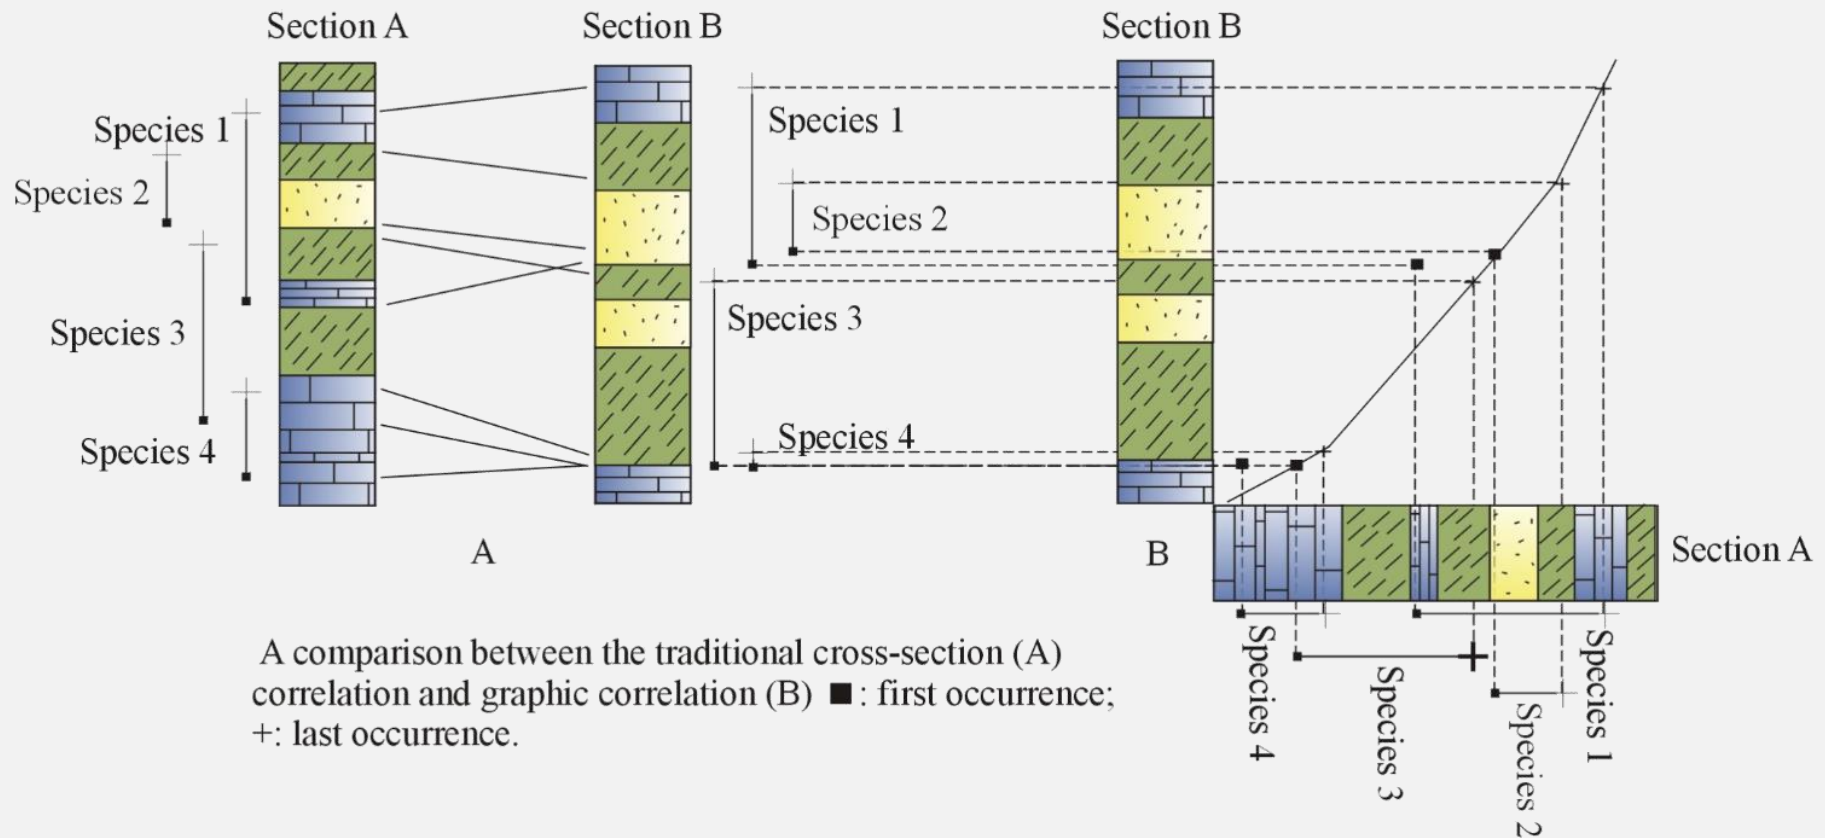 Section A
Section B
Section B
Species 1
Species 2
Species 3
Species 4
Species 1
Species 2
Species 3
Species 4
A
B
Section A
Species 4
Species 3
Species 2
Species 1
A comparison between the traditional cross-section (A)
correlation and graphic correlation (B) ■: first occurrence;
+: last occurrence.